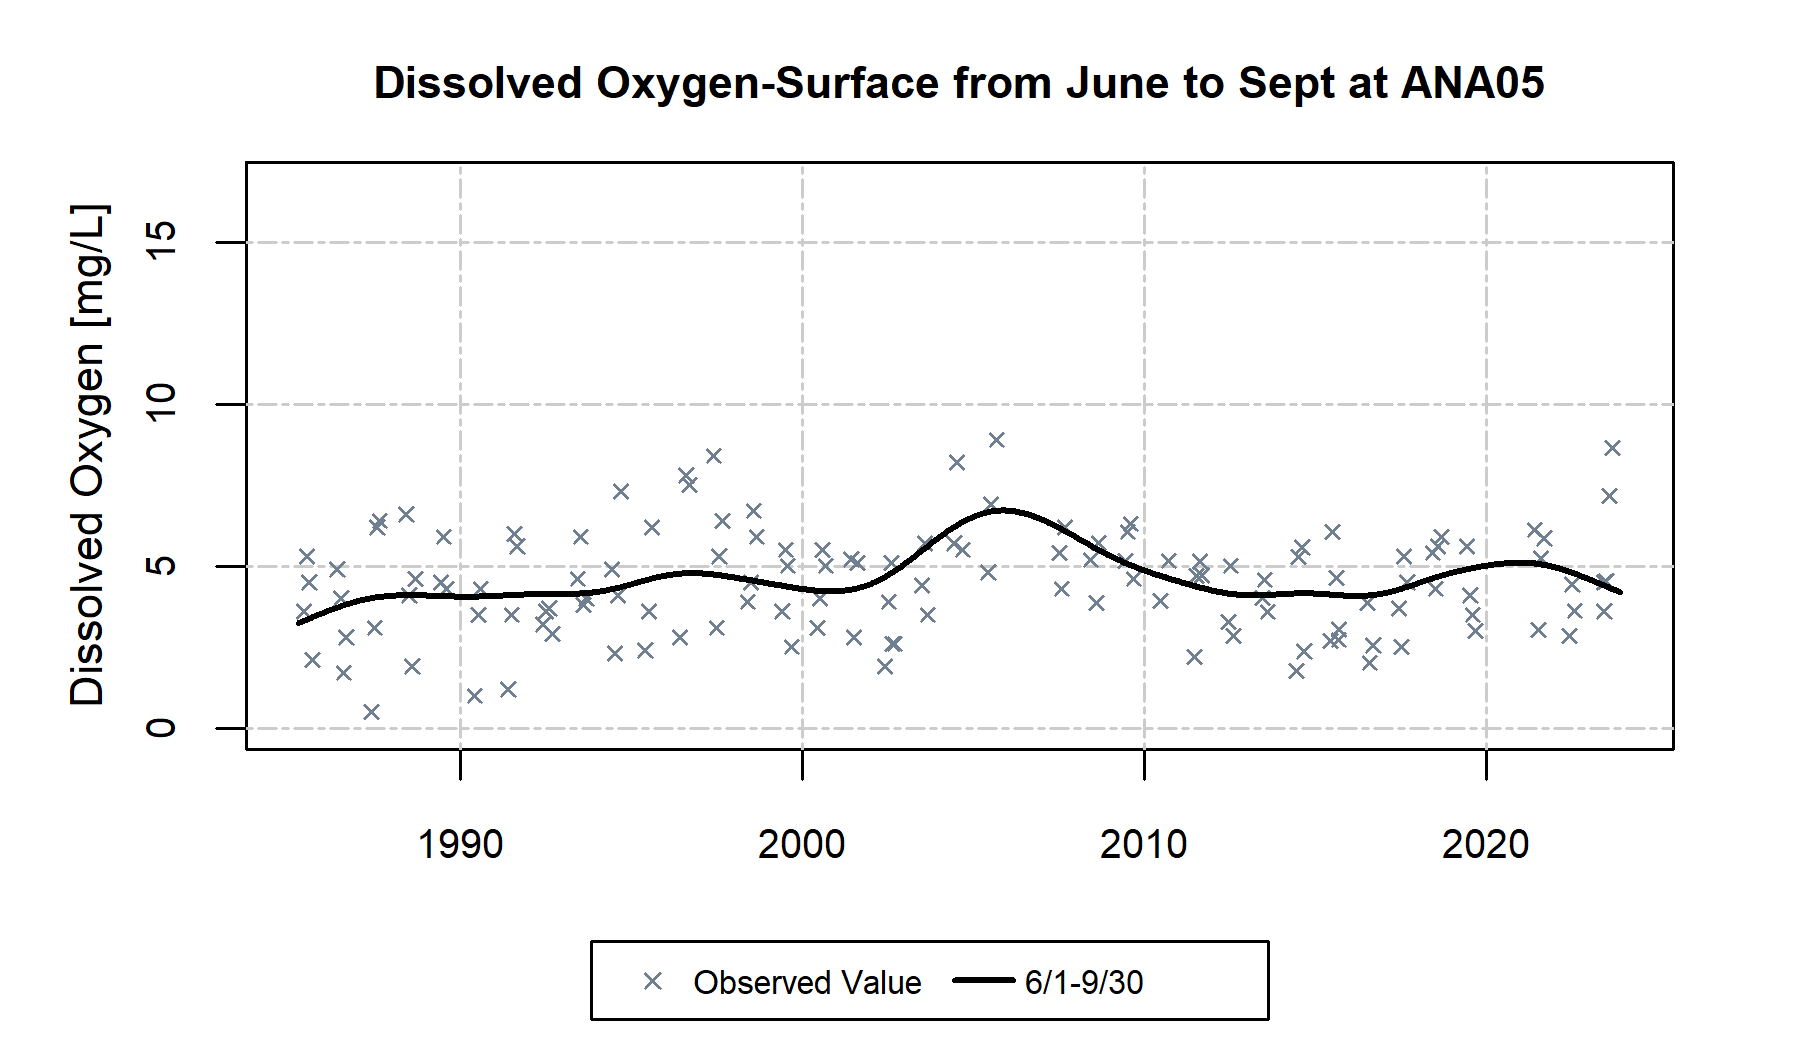 Dissolved Oxygen-Surface from June to Sept at ANA05
Dissolved Oxygen [mg/L]
15
10
5
0
1990 2000 2010 2020
Observed Value 6/1-9/30